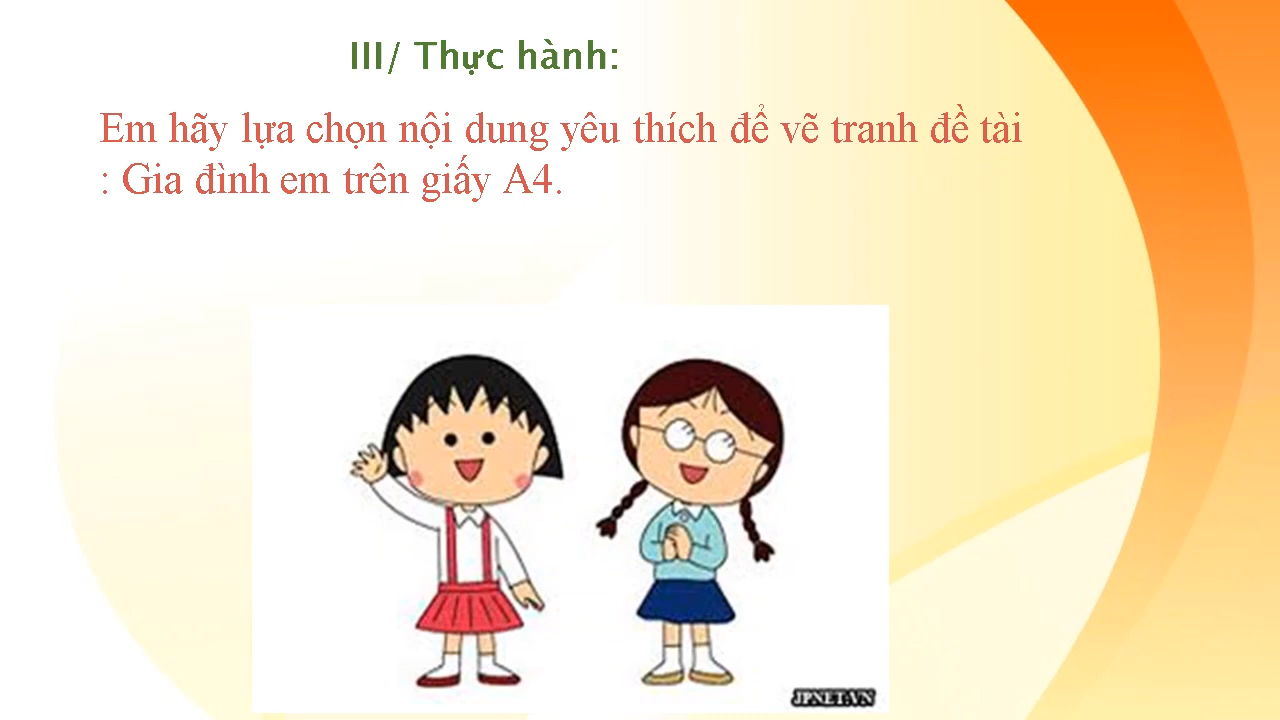 III/ Thực hành:
Em hãy lựa chọn nội dung yêu thích để vẽ tranh đề tài
: Gia đình em trên giấy A4.
JPNET.VN